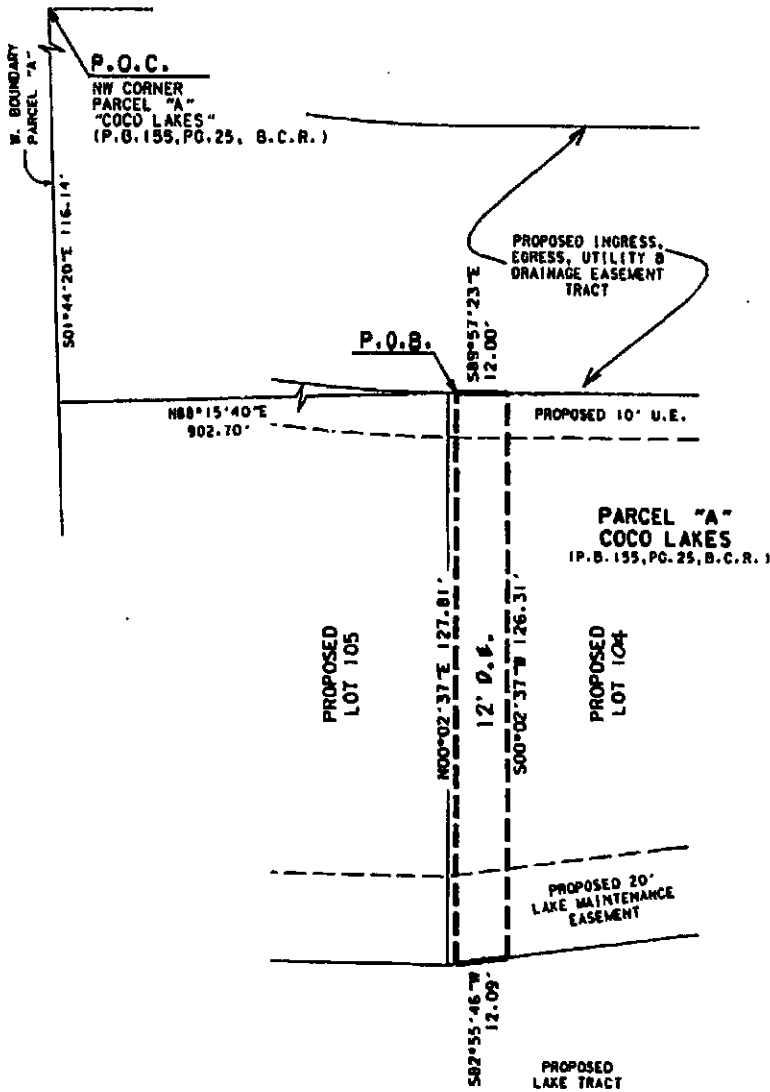 P.O.C.
NW CORNER
PARCEL "A"
"COCO LAKES"
(P.B.155,PG.25, B.C.R.)
W. BOUNDARY
PARCEL "A"
S01°44'20"E 116.14'
PROPOSED INGRESS,
EGRESS, UTILITY &
DRAINAGE EASEMENT
TRACT
S89°57'23"E
12.00'
P.O.B.
N88°15'40"E
902.70'
PROPOSED 10' U.E.
PARCEL "A"
COCO LAKES
(P.B.155,PG.25,B.C.R.)
PROPOSED
LOT 105
N00°02'37"E 127.81'
12' D.E.
S00°02'37"W 126.31'
PROPOSED
LOT 104
PROPOSED 20'
LAKE MAINTENANCE
EASEMENT
S82°55'46"W
12.09'
PROPOSED
LAKE TRACT